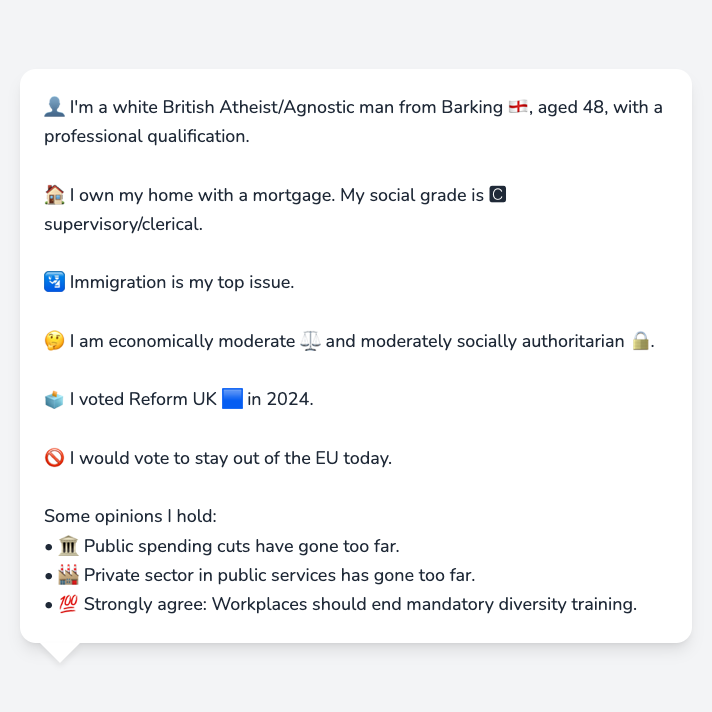 👤 I'm a white British Atheist/Agnostic man from Barking 🏴󠁧󠁢󠁥󠁮󠁧󠁿, aged 48, with a
professional qualification.
🏠 I own my home with a mortgage. My social grade is 🅲
supervisory/clerical.
🛂 Immigration is my top issue.
🤔 I am economically moderate ⚖️ and moderately socially authoritarian 🔒.
🗳️ I voted Reform UK 🟦 in 2024.
🚫 I would vote to stay out of the EU today.
Some opinions I hold:
• 🏛️ Public spending cuts have gone too far.
• 🏭 Private sector in public services has gone too far.
• 💯 Strongly agree: Workplaces should end mandatory diversity training.